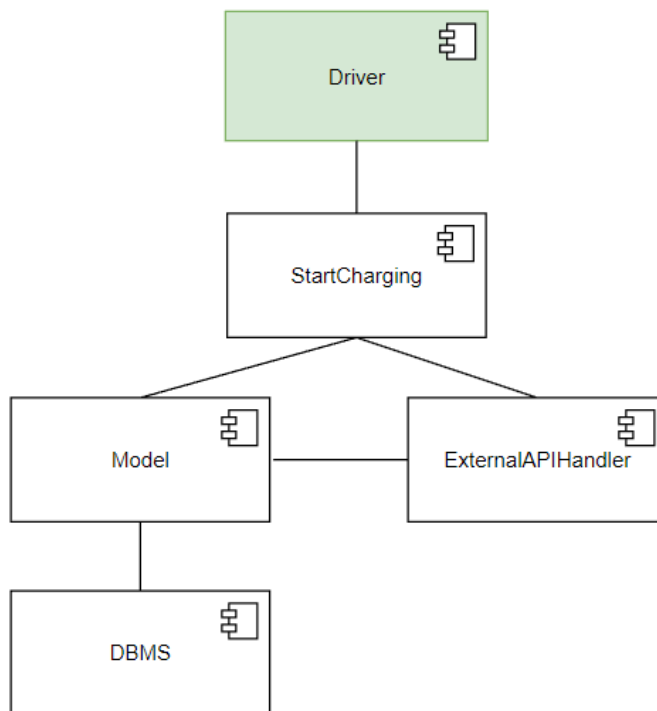 Driver
StartCharging
Model
ExternalAPIHandler
DBMS